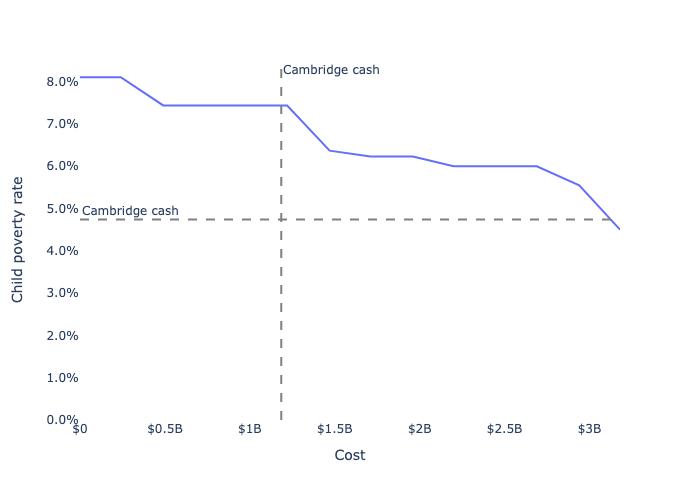 Cambridge cash
8.0%
7.0%
6.0%
5.0%
Cambridge cash
4.0%
3.0%
2.0%
1.0%
0.0%
Child poverty rate
$0
$0.5B
$1B
$1.5B
$2B
$2.5B
$3B
Cost